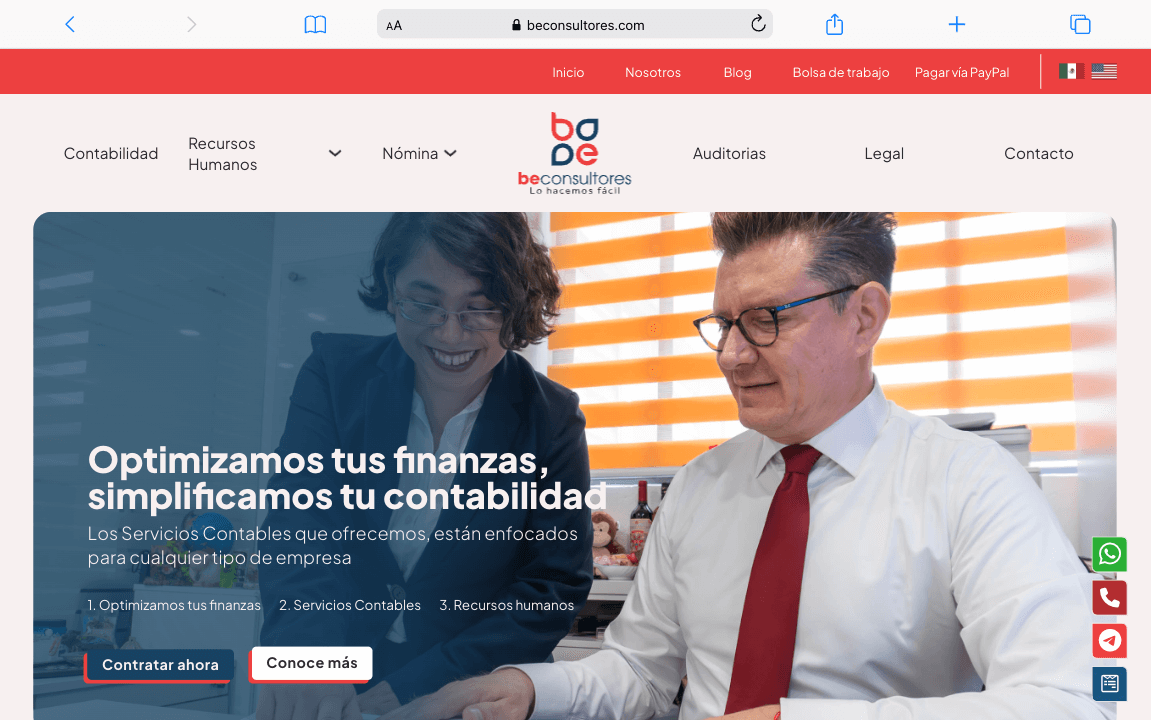 AA
beconsultores.com
Inicio
Nosotros
Blog
Bolsa de trabajo
Pagar vía PayPal
Contabilidad
Recursos
Humanos
Nómina
beconsultores
Lo hacemos fácil
Auditorias
Legal
Contacto
Optimizamos tus finanzas,
simplificamos tu contabilidad
Los Servicios Contables que ofrecemos, están enfocados
para cualquier tipo de empresa
1. Optimizamos tus finanzas
2. Servicios Contables
3. Recursos humanos
Contratar ahora
Conoce más